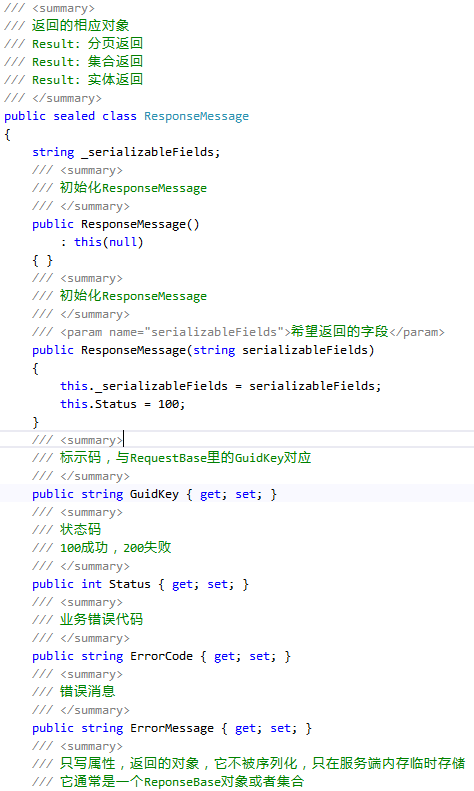 /// <summary>
/// 返回的相应对象
/// Result: 分页返回
/// Result: 集合返回
/// Result: 实体返回
/// </summary>
public sealed class ResponseMessage
{
string _serializableFields;
/// <summary>
/// 初始化ResponseMessage
/// </summary>
public ResponseMessage()
: this(null)
{ }
/// <summary>
/// 初始化ResponseMessage
/// </summary>
/// <param name="serializableFields">希望返回的字段</param>
public ResponseMessage(string serializableFields)
{
this._serializableFields = serializableFields;
this.Status = 100;
}
/// <summary>
/// 标示码，与RequestBase里的GuidKey对应
/// </summary>
public string GuidKey { get; set; }
/// <summary>
/// 状态码
/// 100成功，200失败
/// </summary>
public int Status { get; set; }
/// <summary>
/// 业务错误代码
/// </summary>
public string ErrorCode { get; set; }
/// <summary>
/// 错误消息
/// </summary>
public string ErrorMessage { get; set; }
/// <summary>
/// 只写属性，返回的对象，它不被序列化，只在服务端内存临时存储
/// 它通常是一个ReponseBase对象或者集合